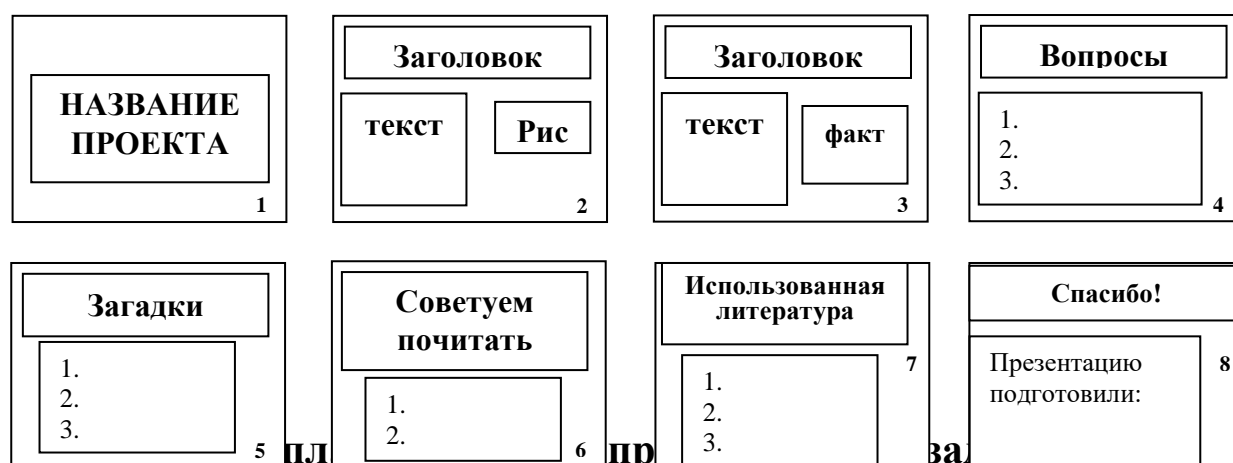 НАЗВАНИЕ
ПРОЕКТА
1
Заголовок
текст
Рис
2
Заголовок
текст
факт
3
Вопросы
1.
2.
3.
4
Загадки
1.
2.
3.
5
Советуем
почитать
1.
2.
6
Использованная
литература
1.
2.
3.
7
Спасибо!
Презентацию
подготовили:
8